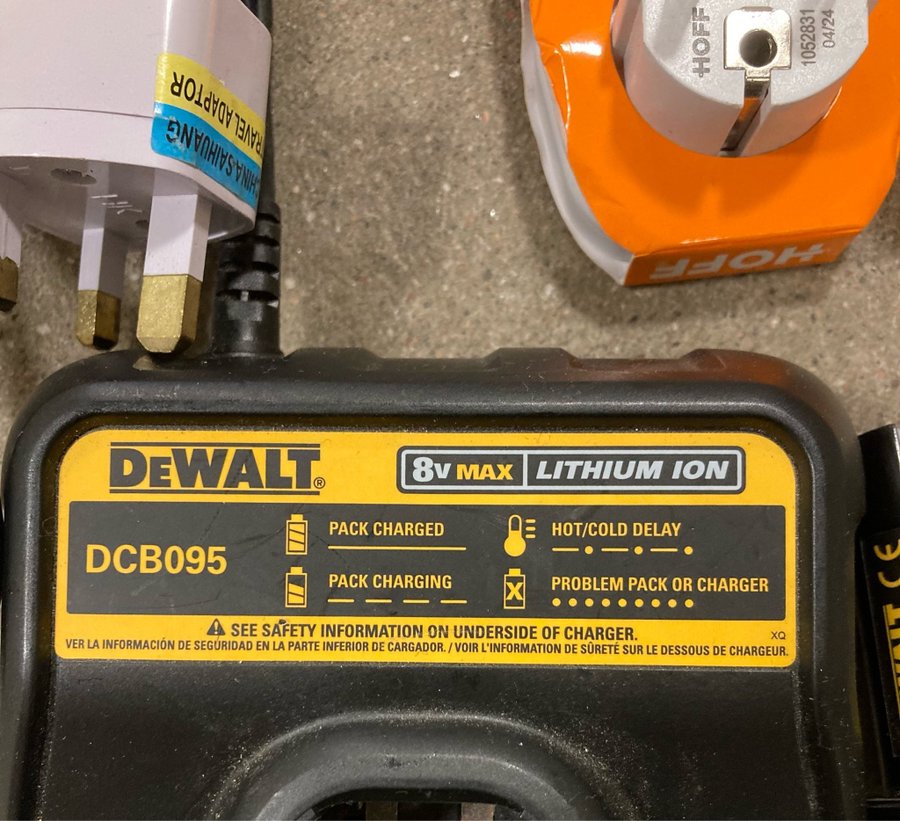 TRAVEL ADAPTOR
CHINA SAIHUANG
HOFF
1052831
04/24
HOFF
DEWALT®
8V MAX LITHIUM ION
DCB095
PACK CHARGED
HOT/COLD DELAY
PACK CHARGING
PROBLEM PACK OR CHARGER
SEE SAFETY INFORMATION ON UNDERSIDE OF CHARGER.
XQ
VER LA INFORMACIÓN DE SEGURIDAD EN LA PARTE INFERIOR DE CARGADOR. / VOIR L'INFORMATION DE SÛRETÉ SUR LE DESSOUS DE CHARGEUR.
CE